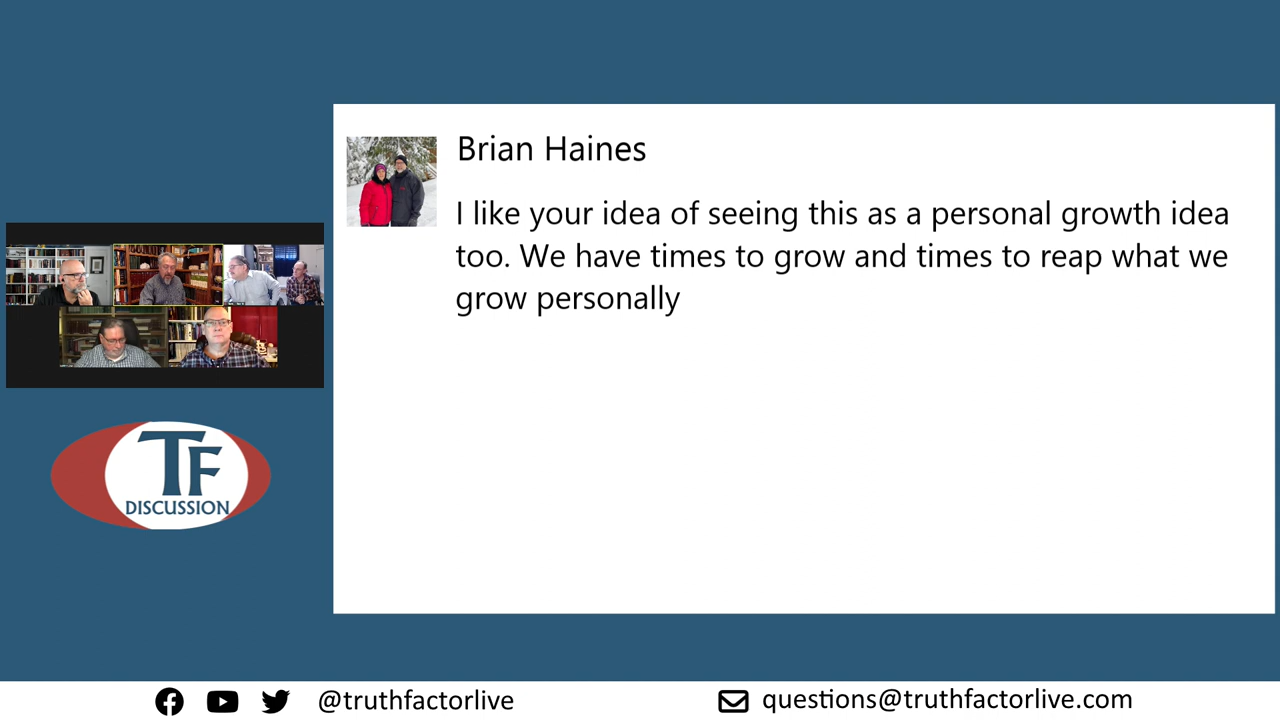 Brian Haines
I like your idea of seeing this as a personal growth idea
too. We have times to grow and times to reap what we
grow personally
TF
DISCUSSION
@truthfactorlive
questions@truthfactorlive.com